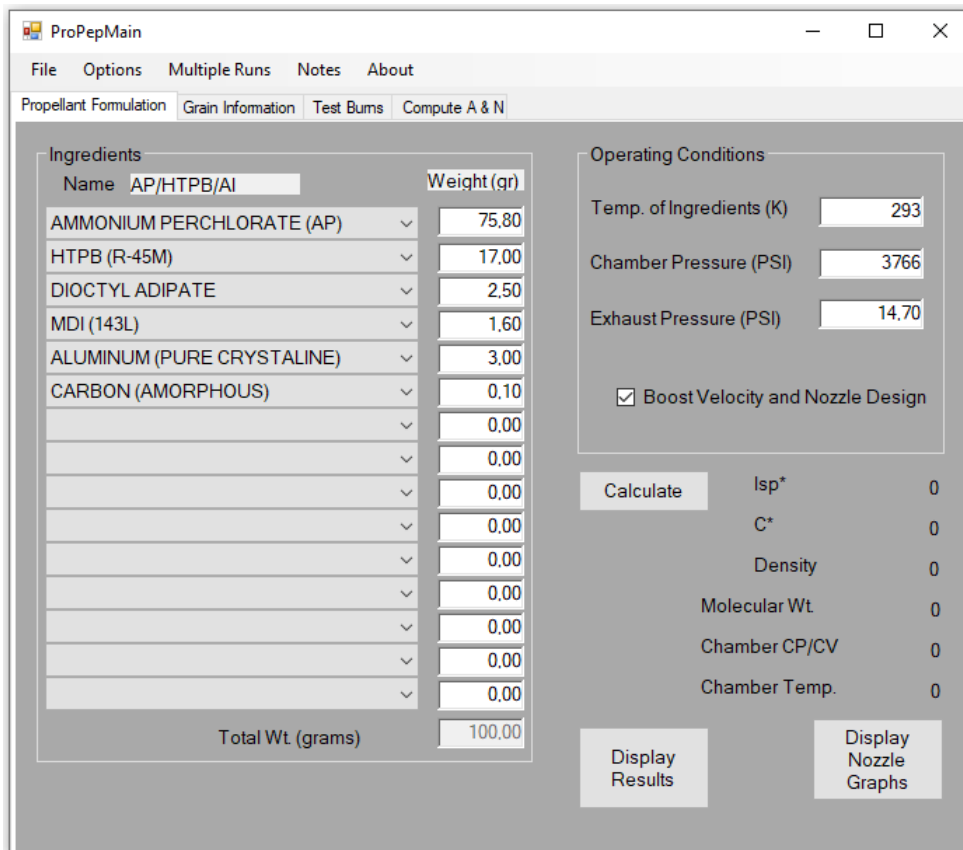 ProPepMain
File Options Multiple Runs Notes About
Propellant Formulation Grain Information Test Burns Compute A & N
Ingredients
Name AP/HTPB/Al Weight (gr)
AMMONIUM PERCHLORATE (AP) 75,80
HTPB (R-45M) 17,00
DIOCTYL ADIPATE 2,50
MDI (143L) 1,60
ALUMINUM (PURE CRYSTALINE) 3,00
CARBON (AMORPHOUS) 0,10
0,00
0,00
0,00
0,00
0,00
0,00
0,00
0,00
0,00
Total Wt. (grams) 100,00
Operating Conditions
Temp. of Ingredients (K) 293
Chamber Pressure (PSI) 3766
Exhaust Pressure (PSI) 14,70
Boost Velocity and Nozzle Design
Calculate
Isp* 0
C* 0
Density 0
Molecular Wt. 0
Chamber CP/CV 0
Chamber Temp. 0
Display
Results
Display
Nozzle
Graphs